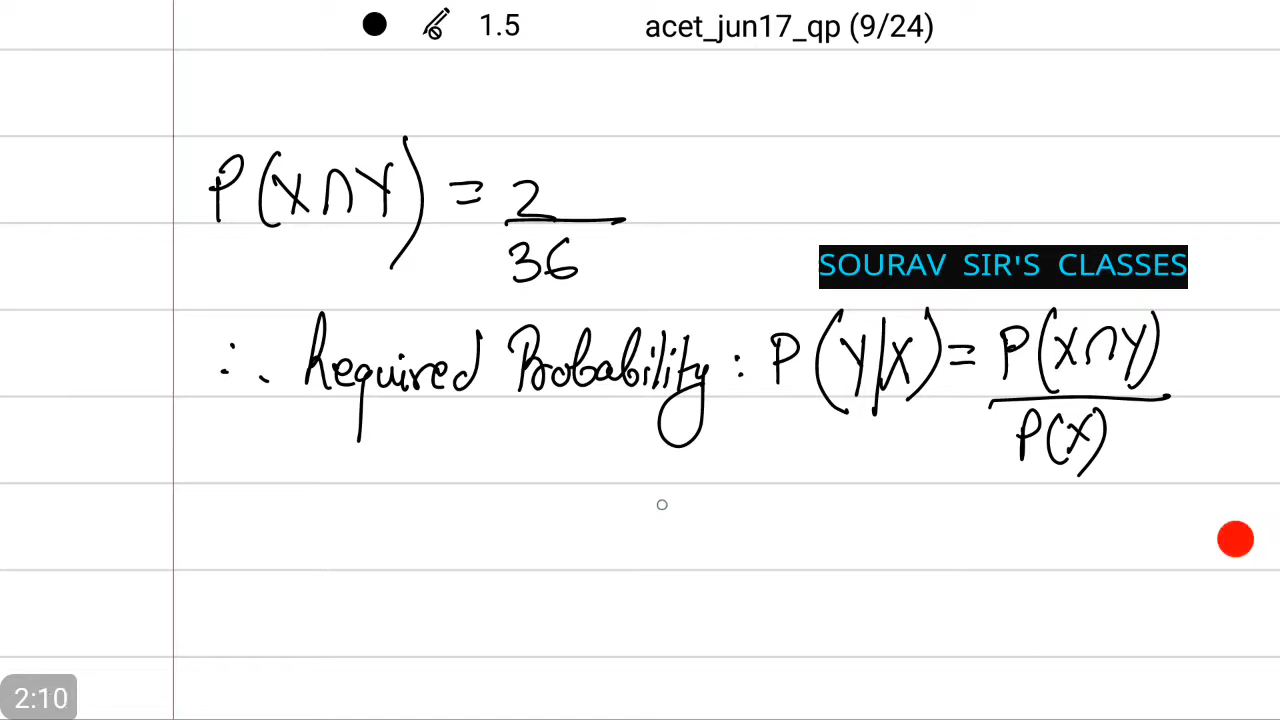 1.5 acet_jun17_qp (9/24)
P(X∩Y) = 2/36
SOURAV SIR'S CLASSES
∴ Required Probability : P(Y|X) = P(X∩Y)/P(X)
2:10